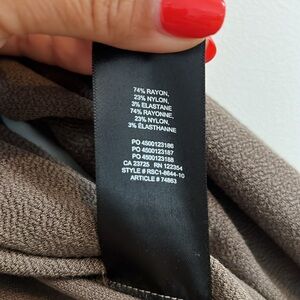 74% RAYON,
23% NYLON,
3% ELASTANE
74% RAYONNE,
23% NYLON,
3% ÉLASTHANNE
PO 4500123186
PO 4500123187
PO 4500123188
CA 23725 RN 122354
STYLE # RSC1-8644-10
ARTICLE # 74863